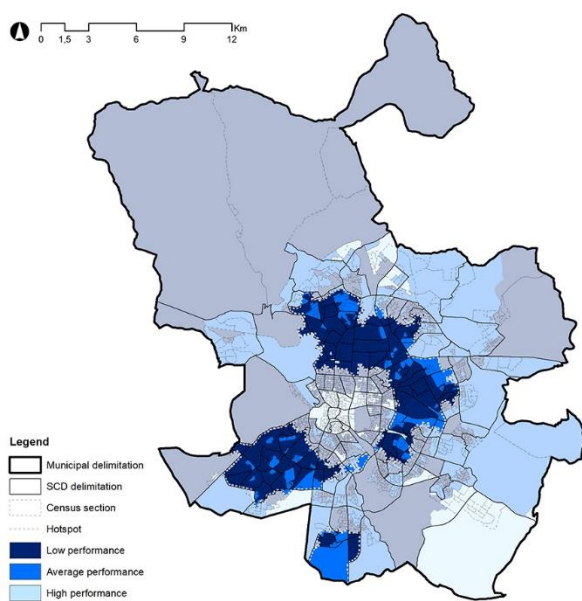 Km
0 1,5 3 6 9 12
Legend
Municipal delimitation
SCD delimitation
Census section
Hotspot
Low performance
Average performance
High performance